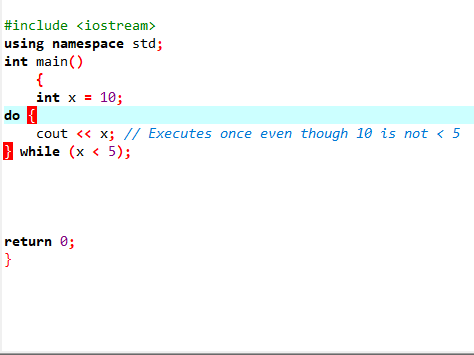 #include <iostream>
using namespace std;
int main()
    {
    int x = 10;
do {
    cout << x; // Executes once even though 10 is not < 5
} while (x < 5);
return 0;
}